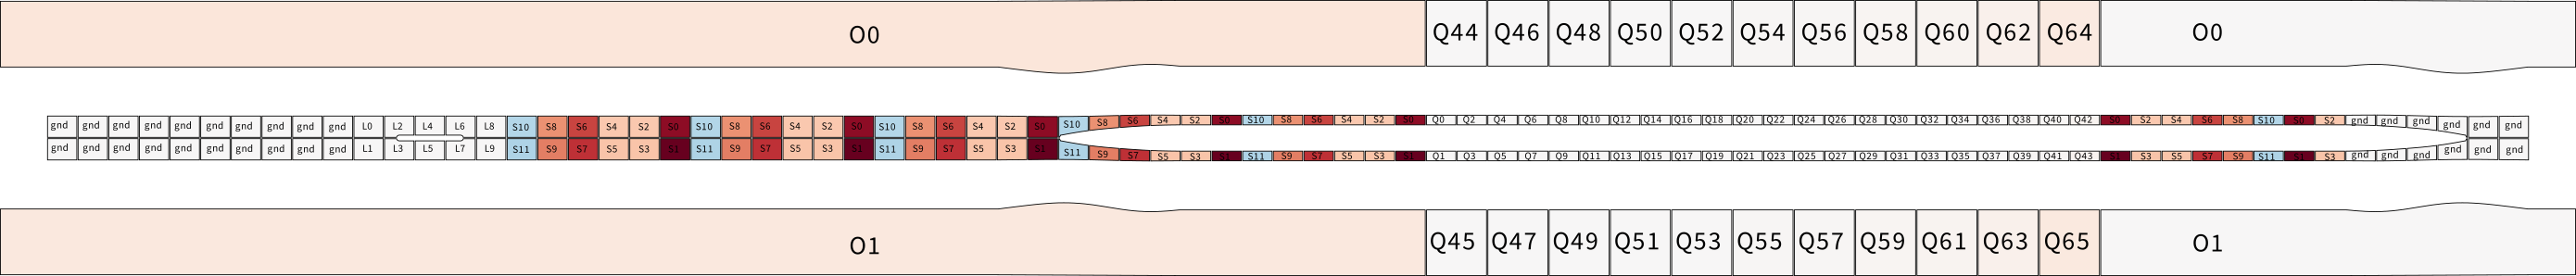 O0 Q44 Q46 Q48 Q50 Q52 Q54 Q56 Q58 Q60 Q62 Q64 O0
gnd gnd gnd gnd gnd gnd gnd gnd gnd gnd L0 L2 L4 L6 L8 S10 S8 S6 S4 S2 S0 S10 S8 S6 S4 S2 S0 S10 S8 S6 S4 S2 S0 S10 S8 S6 S4 S2 S0 S10 S8 S6 S4 S2 S0 Q0 Q2 Q4 Q6 Q8 Q10 Q12 Q14 Q16 Q18 Q20 Q22 Q24 Q26 Q28 Q30 Q32 Q34 Q36 Q38 Q40 Q42 S0 S2 S4 S6 S8 S10 S0 S2 gnd gnd gnd gnd gnd gnd
gnd gnd gnd gnd gnd gnd gnd gnd gnd gnd L1 L3 L5 L7 L9 S11 S9 S7 S5 S3 S1 S11 S9 S7 S5 S3 S1 S11 S9 S7 S5 S3 S1 S11 S9 S7 S5 S3 S1 S11 S9 S7 S5 S3 S1 Q1 Q3 Q5 Q7 Q9 Q11 Q13 Q15 Q17 Q19 Q21 Q23 Q25 Q27 Q29 Q31 Q33 Q35 Q37 Q39 Q41 Q43 S1 S3 S5 S7 S9 S11 S1 S3 gnd gnd gnd gnd gnd gnd
O1 Q45 Q47 Q49 Q51 Q53 Q55 Q57 Q59 Q61 Q63 Q65 O1